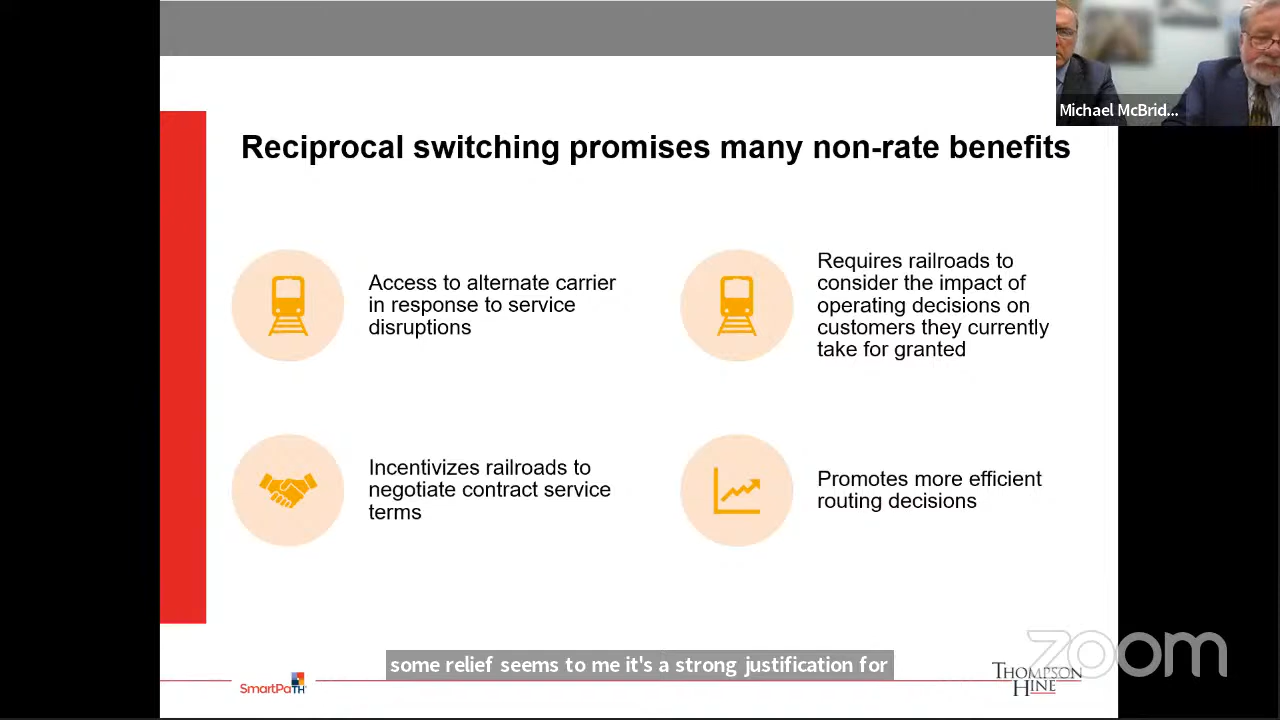 Michael McBrid...
Reciprocal switching promises many non-rate benefits
Access to alternate carrier
in response to service
disruptions
Requires railroads to
consider the impact of
operating decisions on
customers they currently
take for granted
Incentivizes railroads to
negotiate contract service
terms
Promotes more efficient
routing decisions
some relief seems to me it's a strong justification for
zoom
SmartPaTH
THOMPSON
HINE